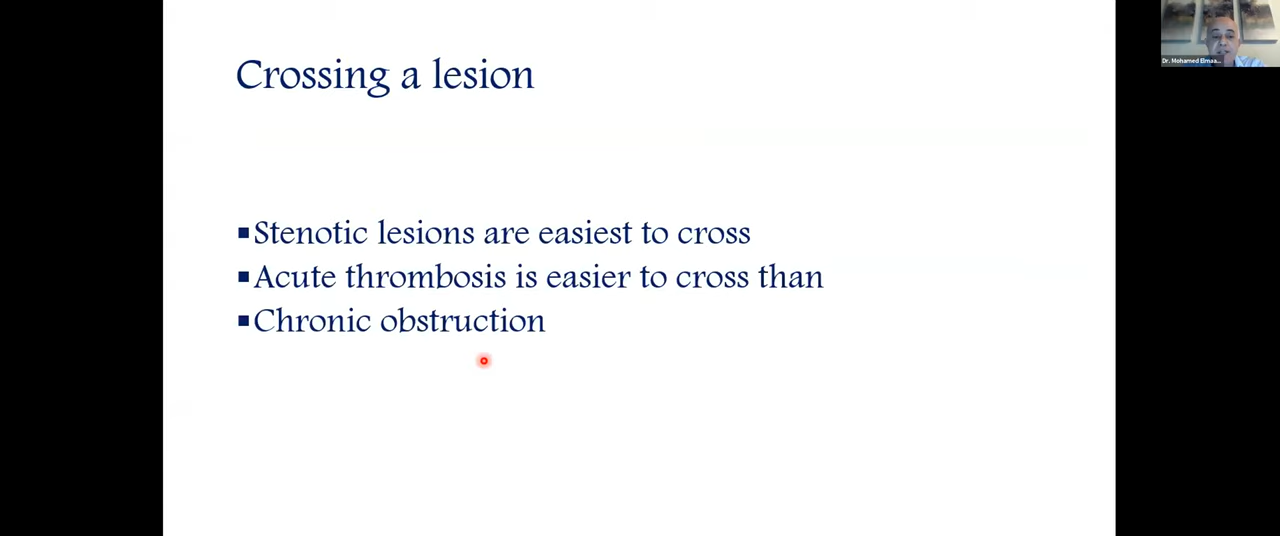 Crossing a lesion
▪Stenotic lesions are easiest to cross
▪Acute thrombosis is easier to cross than
▪Chronic obstruction
Dr. Mohamed Elmaa...